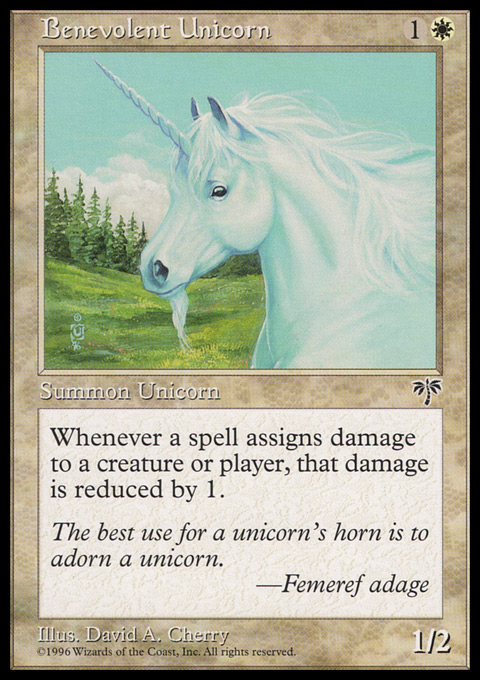 Benevolent Unicorn 1
Summon Unicorn
Whenever a spell assigns damage
to a creature or player, that damage
is reduced by 1.
The best use for a unicorn's horn is to
adorn a unicorn.
—Femeref adage
Illus. David A. Cherry
1/2
©1996 Wizards of the Coast, Inc. All rights reserved.